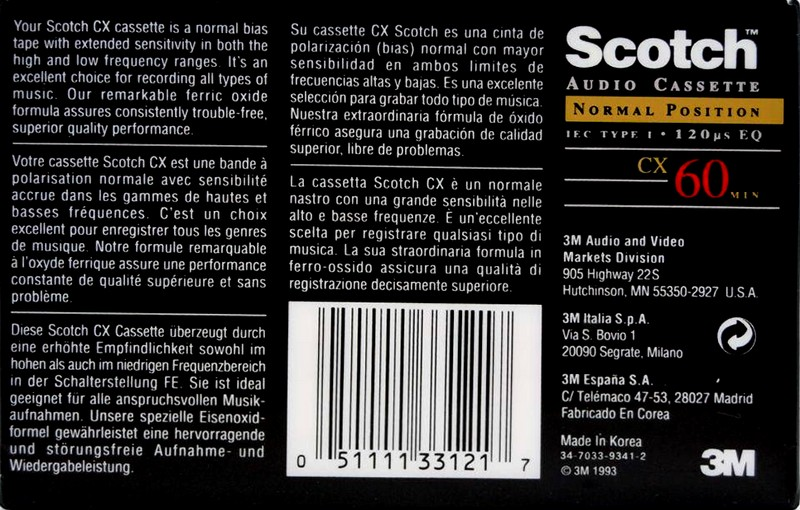 Your Scotch CX cassette is a normal bias
tape with extended sensitivity in both the
high and low frequency ranges. It's an
excellent choice for recording all types of
music. Our remarkable ferric oxide
formula assures consistently trouble-free,
superior quality performance.
Votre cassette Scotch CX est une bande à
polarisation normale avec sensibilité
accrue dans les gammes de hautes et
basses fréquences. C'est un choix
excellent pour enregistrer tous les genres
de musique. Notre formule remarquable
à l'oxyde ferrique assure une performance
constante de qualité supérieure et sans
problème.
Diese Scotch CX Cassette überzeugt durch
eine erhöhte Empfindlichkeit sowohl im
hohen als auch im niedrigen Frequenzbereich
in der Schalterstellung FE. Sie ist ideal
geeignet für alle anspruchsvollen Musik-
aufnahmen. Unsere spezielle Eisenoxid-
formel gewährleistet eine hervorragende
und störungsfreie Aufnahme- und
Wiedergabeleistung.
Su cassette CX Scotch es una cinta de
polarización (bias) normal con mayor
sensibilidad en ambos limites de
frecuencias altas y bajas. Es una excelente
selección para grabar todo tipo de música.
Nuestra extraordinaria fórmula de óxido
férrico asegura una grabación de calidad
superior, libre de problemas.
La cassetta Scotch CX è un normale
nastro con una grande sensibilità nelle
alto e basse frequenze. È un'eccellente
scelta per registrare qualsiasi tipo di
musica. La sua straordinaria formula in
ferro-ossido assicura una qualità di
registrazione decisamente superiore.
0 51111 33121 7
Scotch™
AUDIO CASSETTE
NORMAL POSITION
IEC TYPE I • 120µs EQ
CX 60 MIN
3M Audio and Video
Markets Division
905 Highway 22S
Hutchinson, MN 55350-2927 U.S.A.
3M Italia S.p.A.
Via S. Bovio 1
20090 Segrate, Milano
3M España S.A.
C/ Telémaco 47-53, 28027 Madrid
Fabricado En Corea
Made In Korea
34-7033-9341-2
© 3M 1993
3M